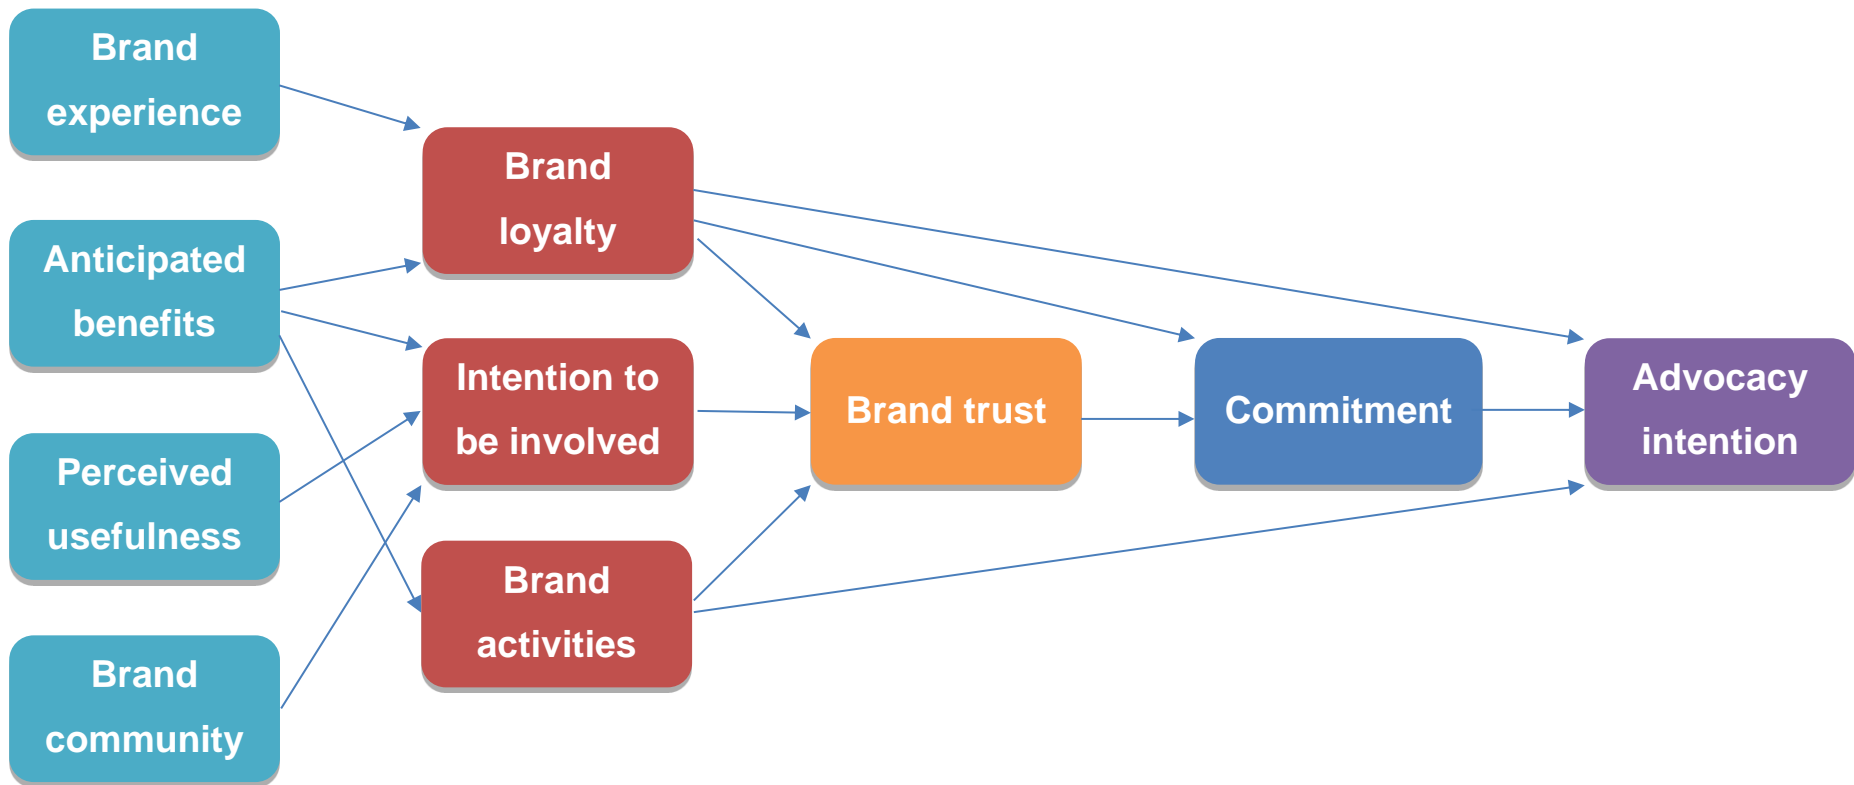 Brand
experience
Anticipated
benefits
Perceived
usefulness
Brand
community
Brand
loyalty
Intention to
be involved
Brand
activities
Brand trust
Commitment
Advocacy
intention